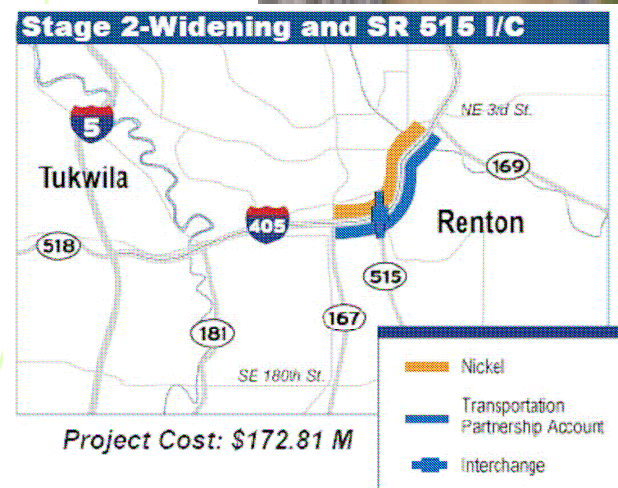 Stage 2-Widening and SR 515 I/C
NE 3rd St.
5
169
Tukwila
Renton
405
518
515
167
181
SE 180th St.
Nickel
Transportation
Partnership Account
Interchange
Project Cost: $172.81 M